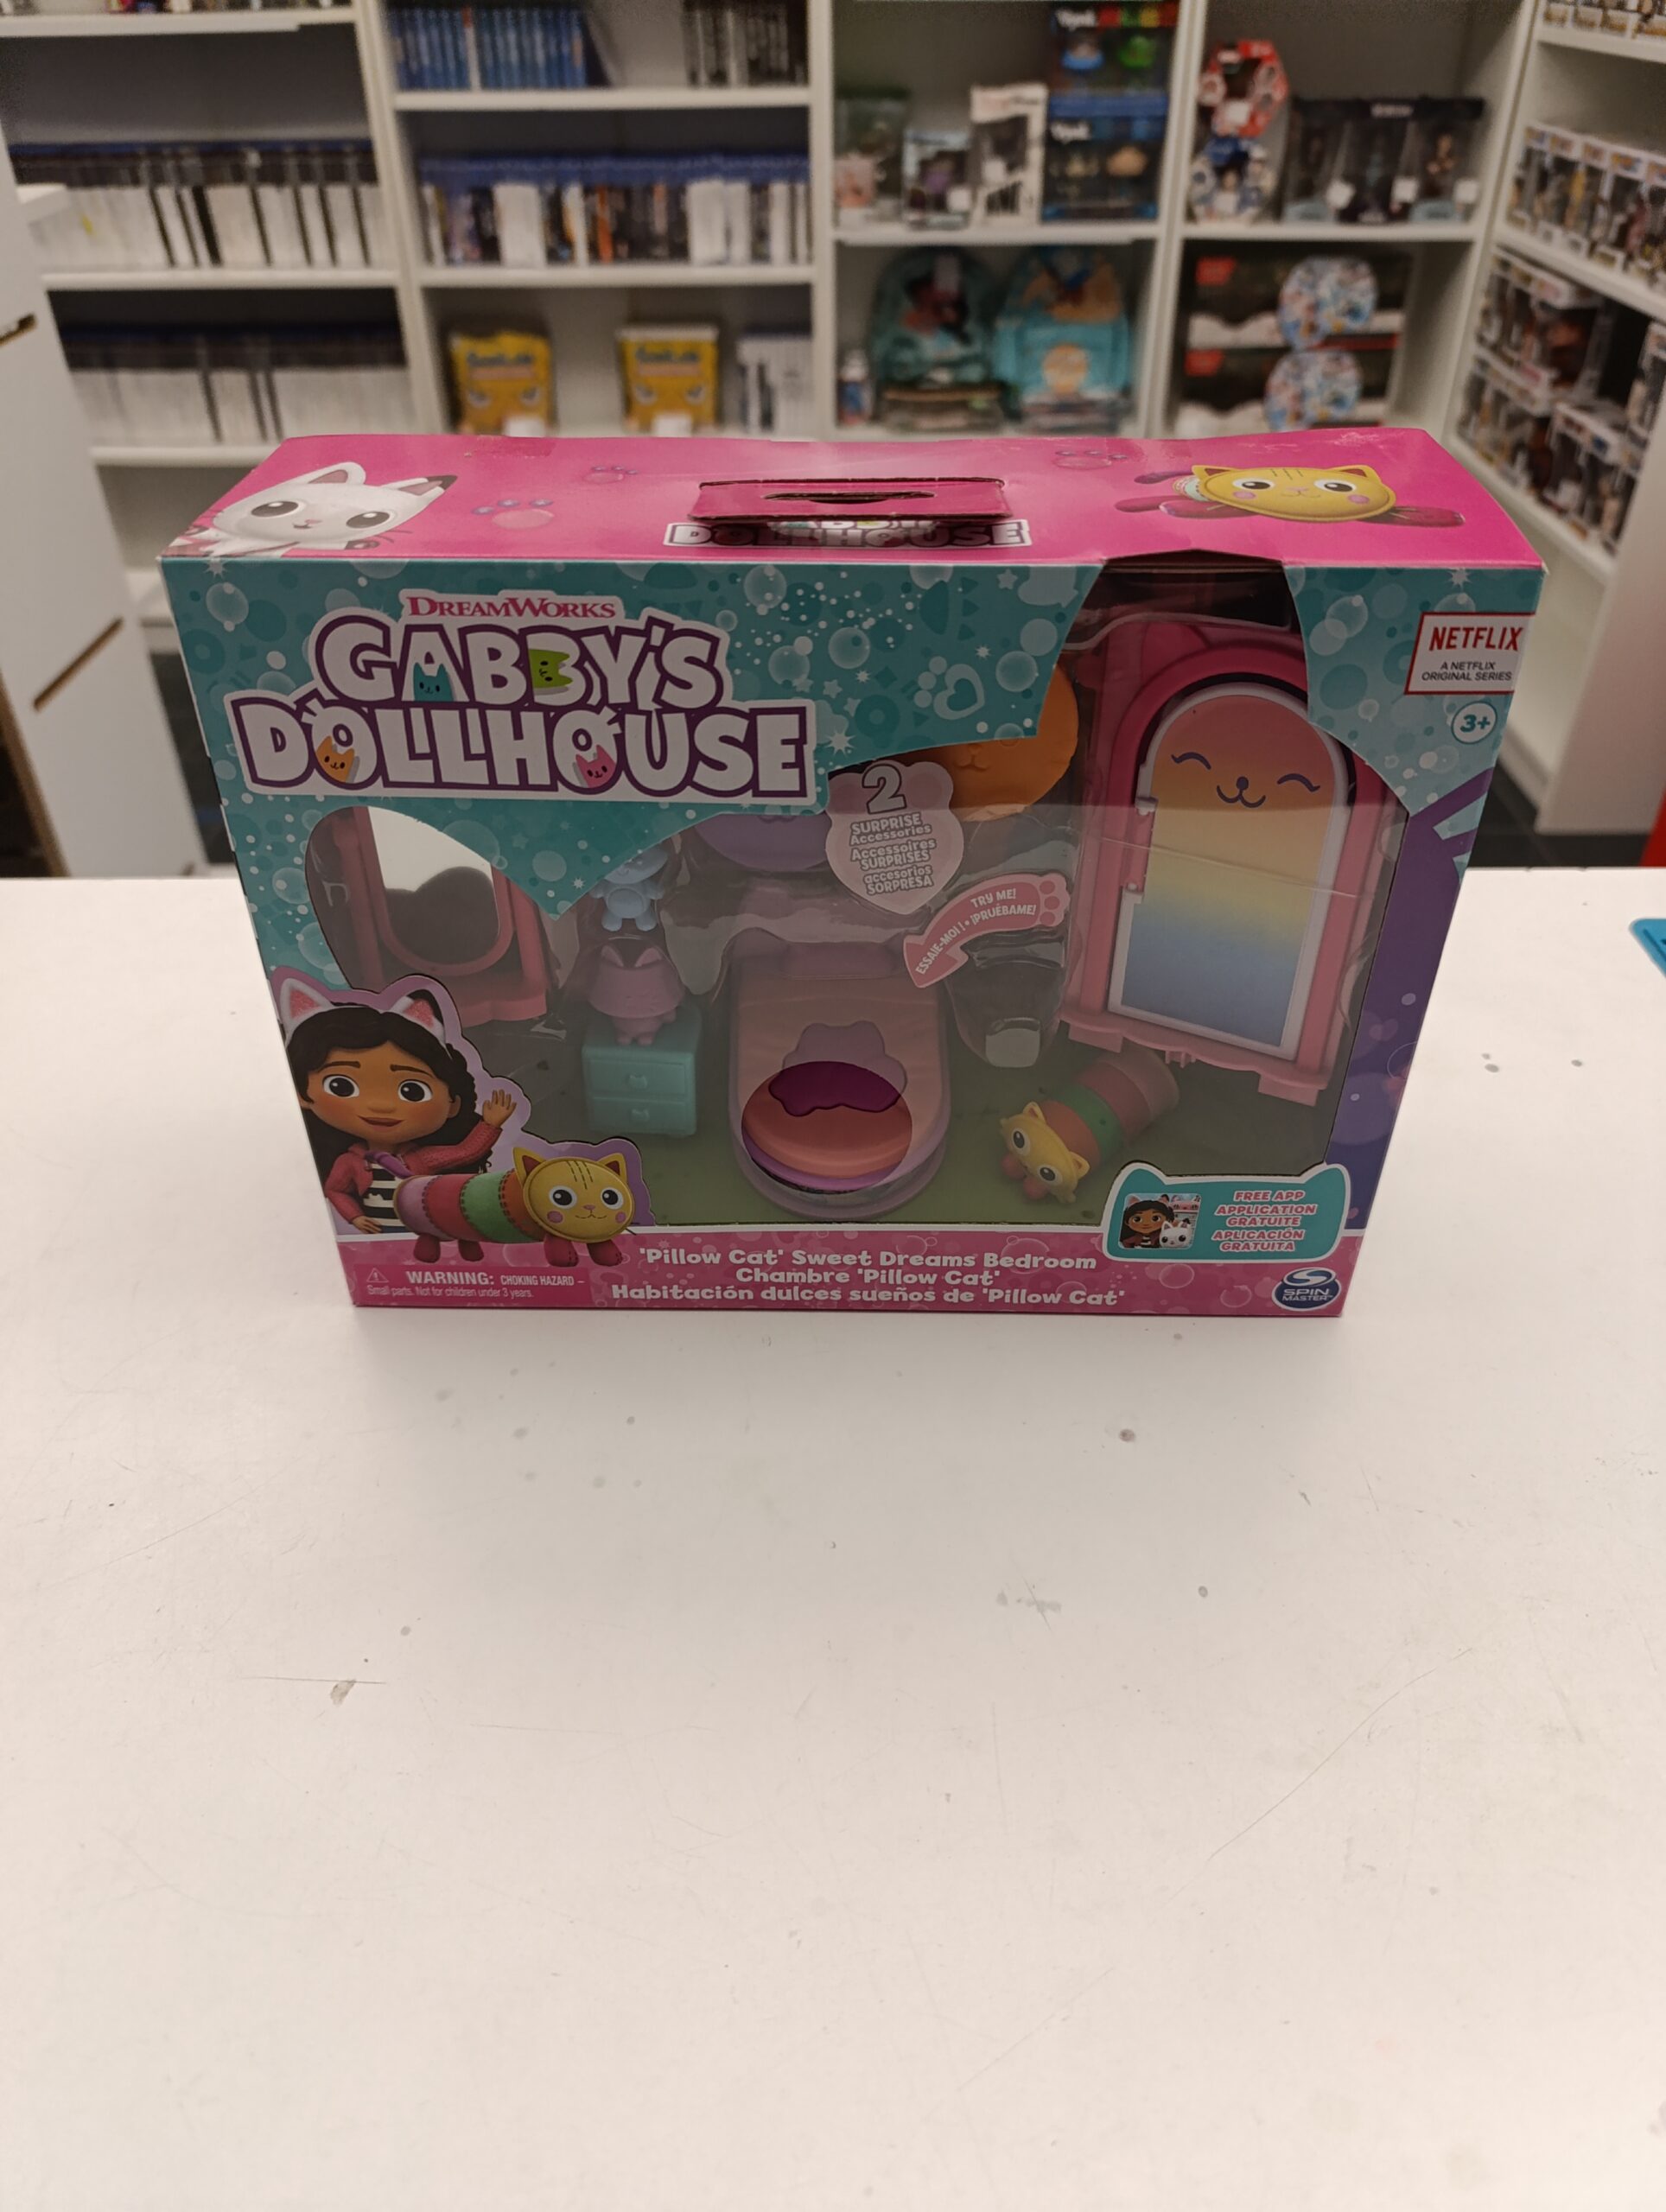 DOLLHOUSE
DREAMWORKS
GABBY'S
DOLLHOUSE
NETFLIX
A NETFLIX
ORIGINAL SERIES
3+
2
SURPRISE
Accessories
Accessoires
SURPRISES
accesorios
SORPRESA
TRY ME!
ESSAIE-MOI! • ¡PRUÉBAME!
FREE APP
APPLICATION
GRATUITE
APLICACIÓN
GRATUITA
'Pillow Cat' Sweet Dreams Bedroom
Chambre 'Pillow Cat'
Habitación dulces sueños de 'Pillow Cat'
WARNING: CHOKING HAZARD –
Small parts. Not for children under 3 years.
SPIN
MASTER™